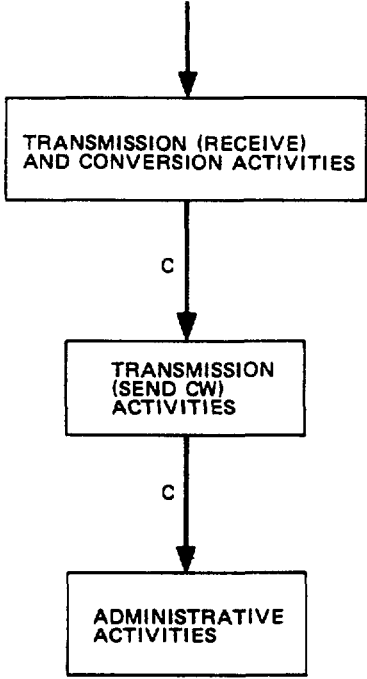 TRANSMISSION (RECEIVE)
AND CONVERSION ACTIVITIES
C
TRANSMISSION
(SEND CW)
ACTIVITIES
C
ADMINISTRATIVE
ACTIVITIES